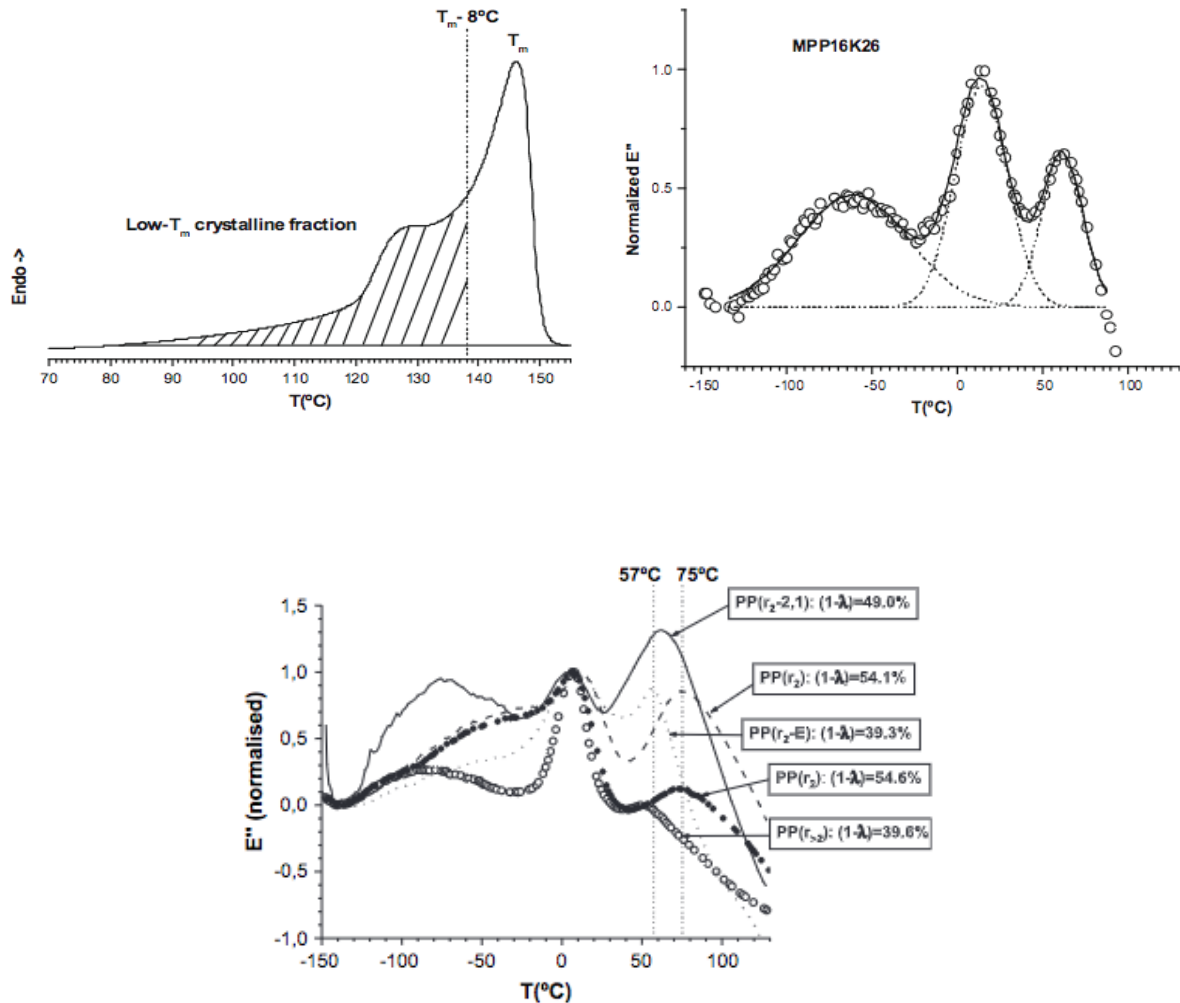 Tm- 8ºC
Tm
Low-Tm crystalline fraction
Endo ->
70 80 90 100 110 120 130 140 150
T(ºC)
MPP16K26
1.0
0.5
0.0
Normalized E"
-150 -100 -50 0 50 100
T(ºC)
57ºC 75ºC
1,5
1,0
0,5
0,0
-0,5
-1,0
E" (normalised)
PP(r2-2,1): (1-λ)=49.0%
PP(r2): (1-λ)=54.1%
PP(r2-E): (1-λ)=39.3%
PP(r2): (1-λ)=54.6%
PP(r>2): (1-λ)=39.6%
-150 -100 -50 0 50 100
T(ºC)